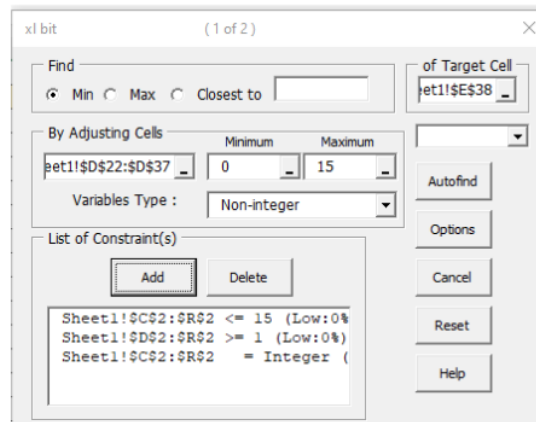 xl bit (1 of 2)
Find
Min Max Closest to
of Target Cell
eet1!$E$38 _
By Adjusting Cells
Minimum Maximum
eet1!$D$22:$D$37 _ 0 _ 15 _
Variables Type : Non-integer
Autofind
Options
List of Constraint(s)
Add Delete
Cancel
Sheet1!$C$2:$R$2 <= 15 (Low:0%
Sheet1!$D$2:$R$2 >= 1 (Low:0%)
Sheet1!$C$2:$R$2 = Integer (
Reset
Help